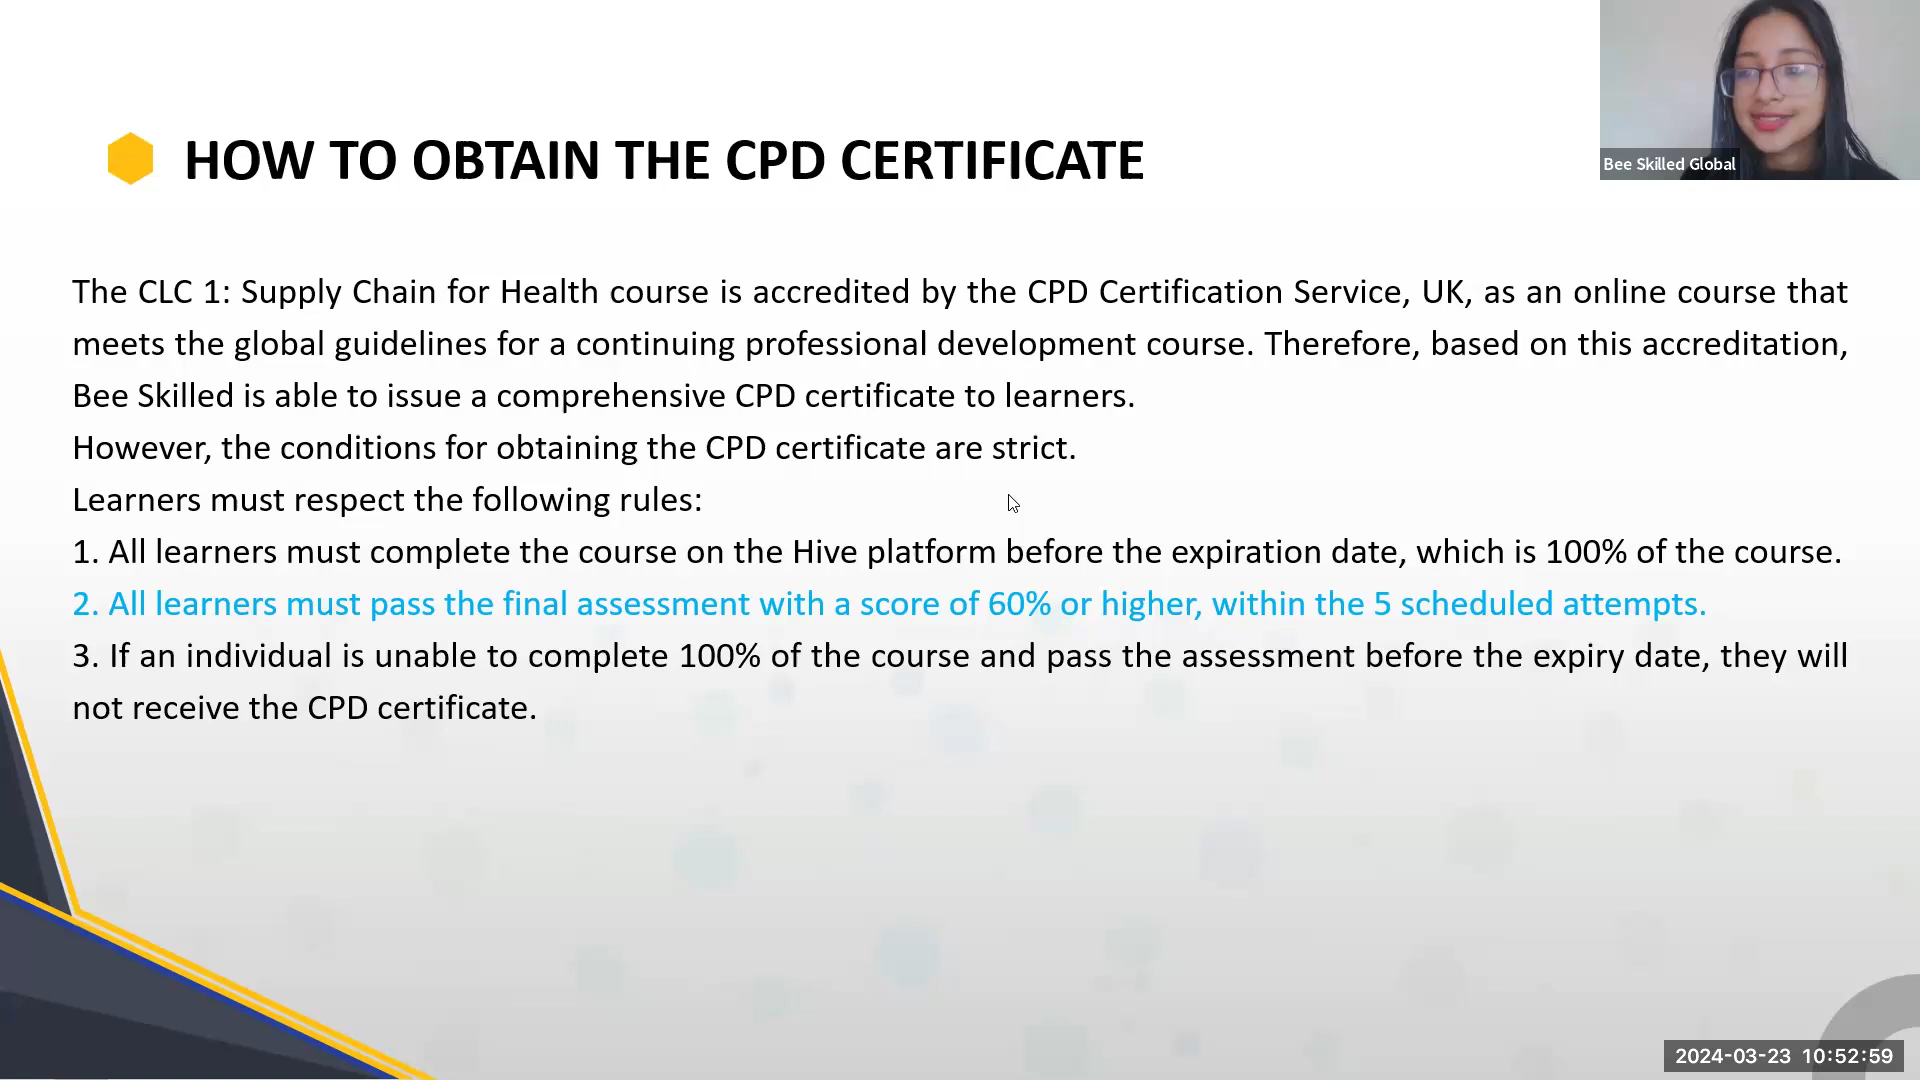 HOW TO OBTAIN THE CPD CERTIFICATE
Bee Skilled Global
The CLC 1: Supply Chain for Health course is accredited by the CPD Certification Service, UK, as an online course that
meets the global guidelines for a continuing professional development course. Therefore, based on this accreditation,
Bee Skilled is able to issue a comprehensive CPD certificate to learners.
However, the conditions for obtaining the CPD certificate are strict.
Learners must respect the following rules:
1. All learners must complete the course on the Hive platform before the expiration date, which is 100% of the course.
2. All learners must pass the final assessment with a score of 60% or higher, within the 5 scheduled attempts.
3. If an individual is unable to complete 100% of the course and pass the assessment before the expiry date, they will
not receive the CPD certificate.
2024-03-23 10:52:59